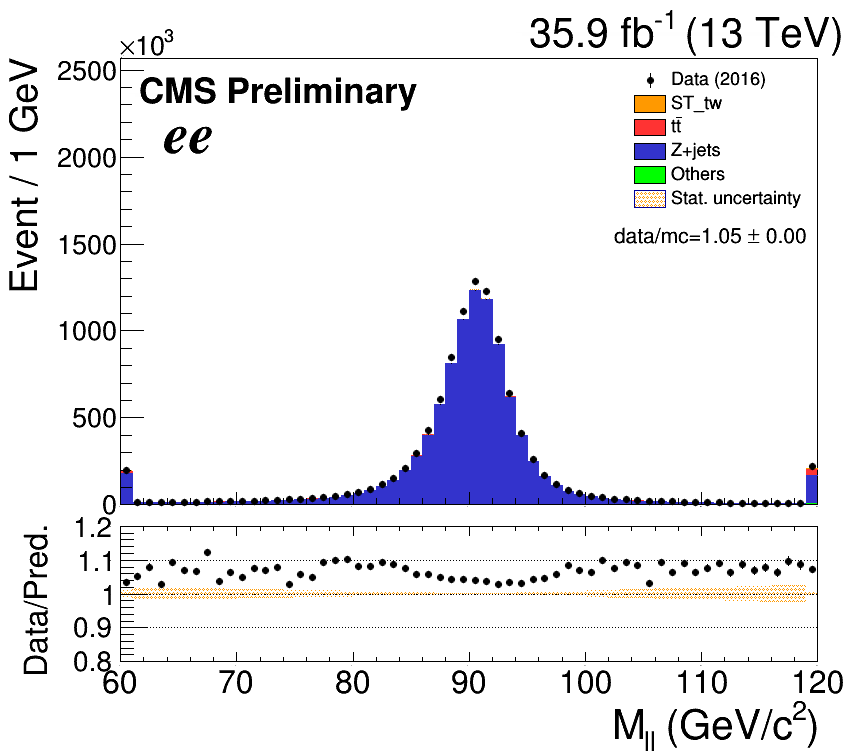 35.9 fb⁻¹ (13 TeV)
×10³
CMS Preliminary
ee
Data (2016)
ST_tw
tt̄
Z+jets
Others
Stat. uncertainty
data/mc=1.05 ± 0.00
Event / 1 GeV
2500
2000
1500
1000
500
0
Data/Pred.
1.2
1.1
1
0.9
0.8
60 70 80 90 100 110 120
M_ll (GeV/c²)